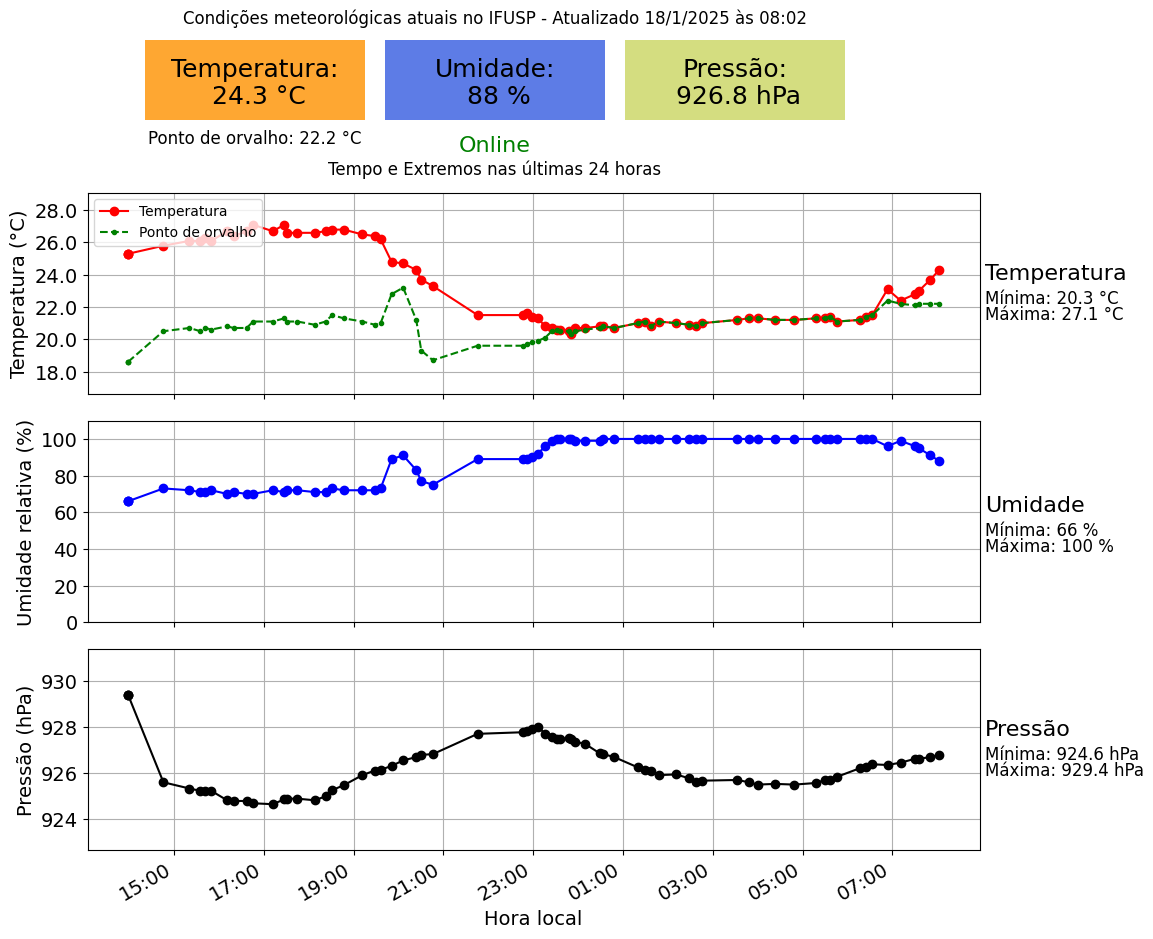 Condições meteorológicas atuais no IFUSP - Atualizado 18/1/2025 às 08:02
Temperatura:
24.3 °C
Umidade:
88 %
Pressão:
926.8 hPa
Ponto de orvalho: 22.2 °C
Online
Tempo e Extremos nas últimas 24 horas
Temperatura (°C)
28.0
26.0
24.0
22.0
20.0
18.0
Temperatura
Ponto de orvalho
Temperatura
Mínima: 20.3 °C
Máxima: 27.1 °C
Umidade relativa (%)
100
80
60
40
20
0
Umidade
Mínima: 66 %
Máxima: 100 %
Pressão (hPa)
930
928
926
924
Pressão
Mínima: 924.6 hPa
Máxima: 929.4 hPa
15:00
17:00
19:00
21:00
23:00
01:00
03:00
05:00
07:00
Hora local